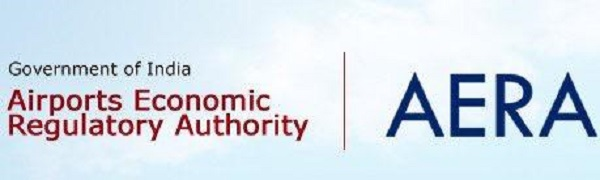 Government of India
Airports Economic
Regulatory Authority
AERA